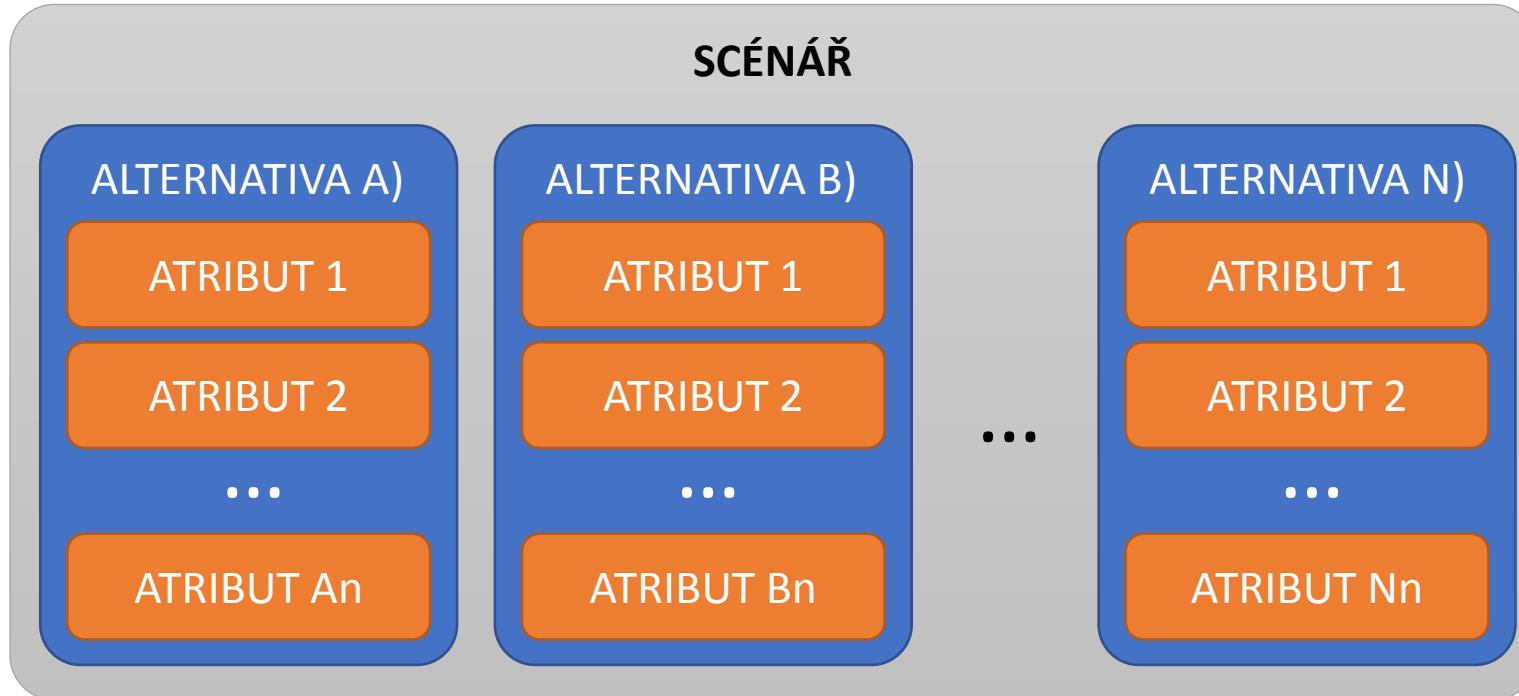 SCÉNÁŘ
ALTERNATIVA A)
ATRIBUT 1
ATRIBUT 2
...
ATRIBUT An
ALTERNATIVA B)
ATRIBUT 1
ATRIBUT 2
...
ATRIBUT Bn
...
ALTERNATIVA N)
ATRIBUT 1
ATRIBUT 2
...
ATRIBUT Nn